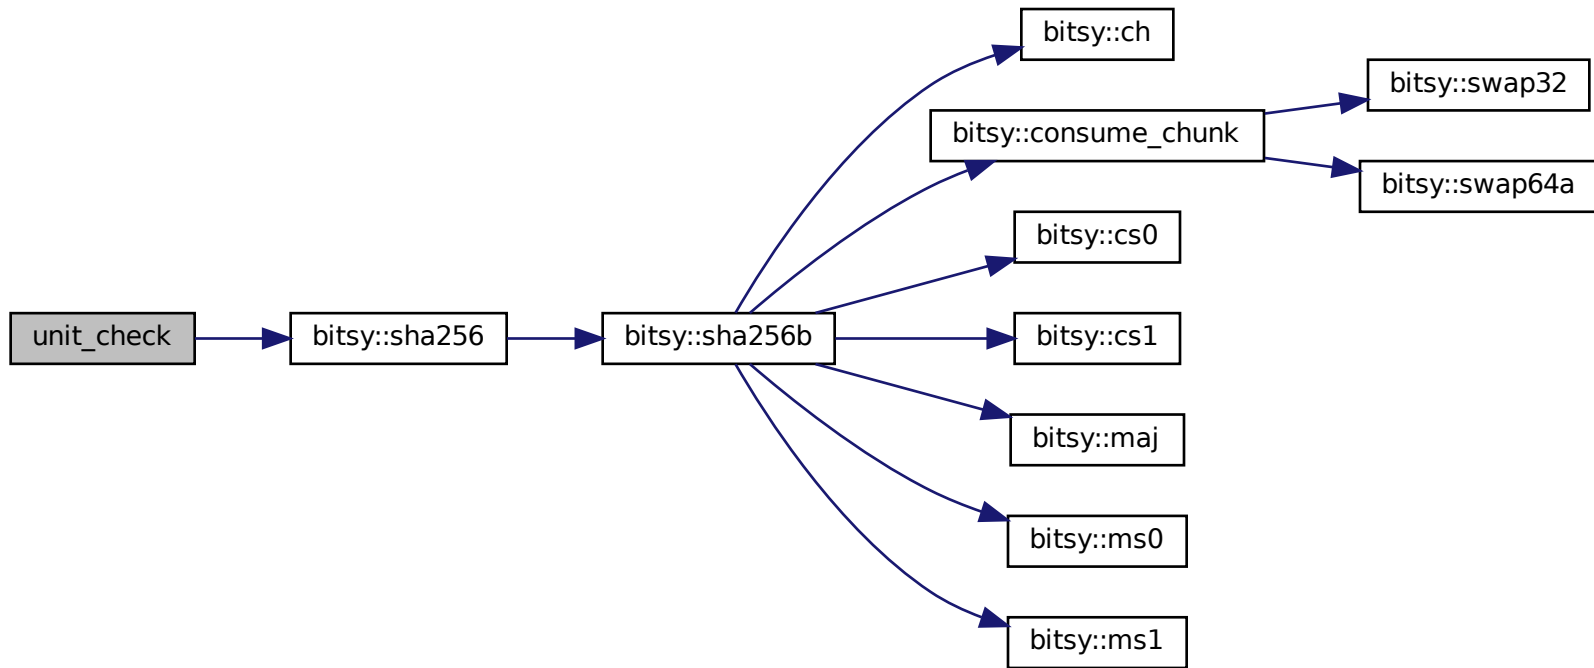 bitsy::ch
bitsy::swap32
bitsy::consume_chunk
bitsy::swap64a
bitsy::cs0
unit_check
bitsy::sha256
bitsy::sha256b
bitsy::cs1
bitsy::maj
bitsy::ms0
bitsy::ms1